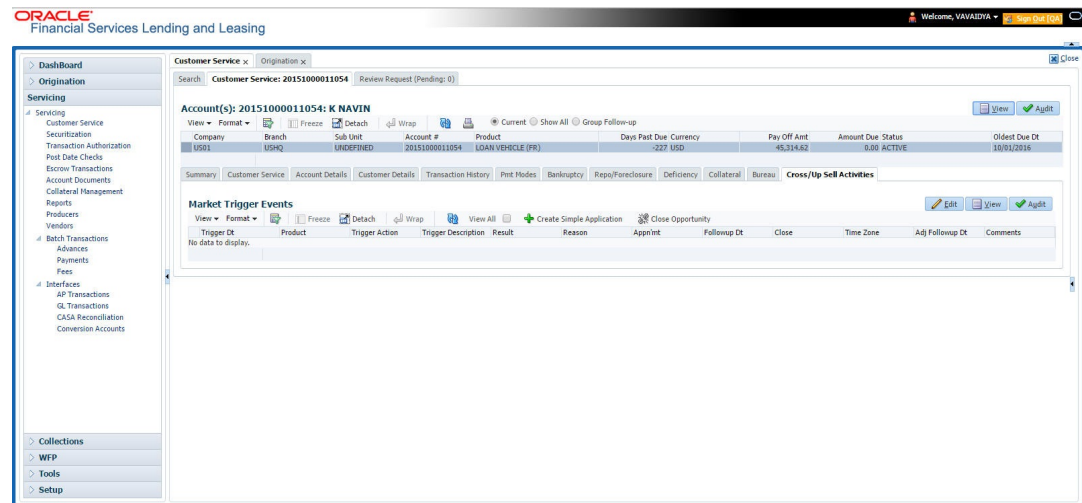 ORACLE
Financial Services Lending and Leasing
Welcome, VAVAIDYA
Sign Out [QA]
DashBoard
Origination
Servicing
Servicing
Customer Service
Securitization
Transaction Authorization
Post Date Checks
Escrow Transactions
Account Documents
Collateral Management
Reports
Producers
Vendors
Batch Transactions
Advances
Payments
Fees
Interfaces
AP Transactions
GL Transactions
CASA Reconciliation
Conversion Accounts
Collections
WFP
Tools
Setup
Customer Service x Origination x
Close
Search Customer Service: 20151000011054 Review Request (Pending: 0)
Account(s): 20151000011054: K NAVIN
View Audit
View Format Freeze Detach Wrap Current Show All Group Follow-up
Company Branch Sub Unit Account # Product Days Past Due Currency Pay Off Amt Amount Due Status Oldest Due Dt
US01 USHQ UNDEFINED 20151000011054 LOAN VEHICLE (FR) -227 USD 45,314.62 0.00 ACTIVE 10/01/2016
Summary Customer Service Account Details Customer Details Transaction History Pmt Modes Bankruptcy Repo/Foreclosure Deficiency Collateral Bureau Cross/Up Sell Activities
Market Trigger Events
Edit View Audit
View Format Freeze Detach Wrap View All Create Simple Application Close Opportunity
Trigger Dt Product Trigger Action Trigger Description Result Reason Appn'mt Followup Dt Close Time Zone Adj Followup Dt Comments
No data to display.